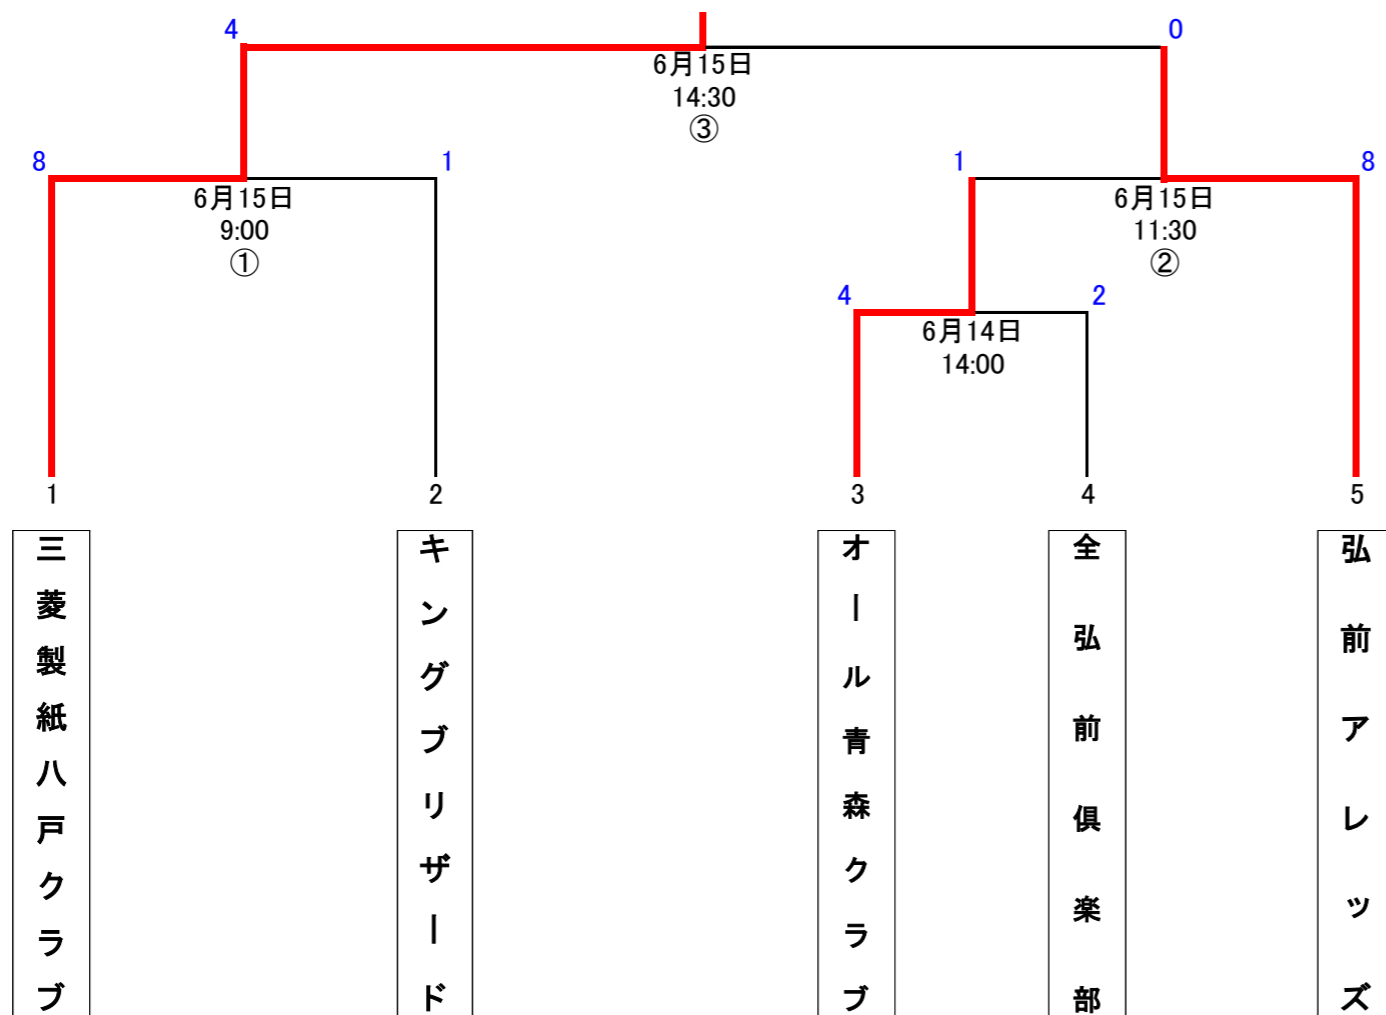 4
0
6月15日
14:30
③
8
1
1
8
6月15日
9:00
①
6月15日
11:30
②
4
2
6月14日
14:00
1
2
3
4
5
三菱製紙八戸クラブ
キングブリザード
オール青森クラブ
全弘前倶楽部
弘前アレッズ